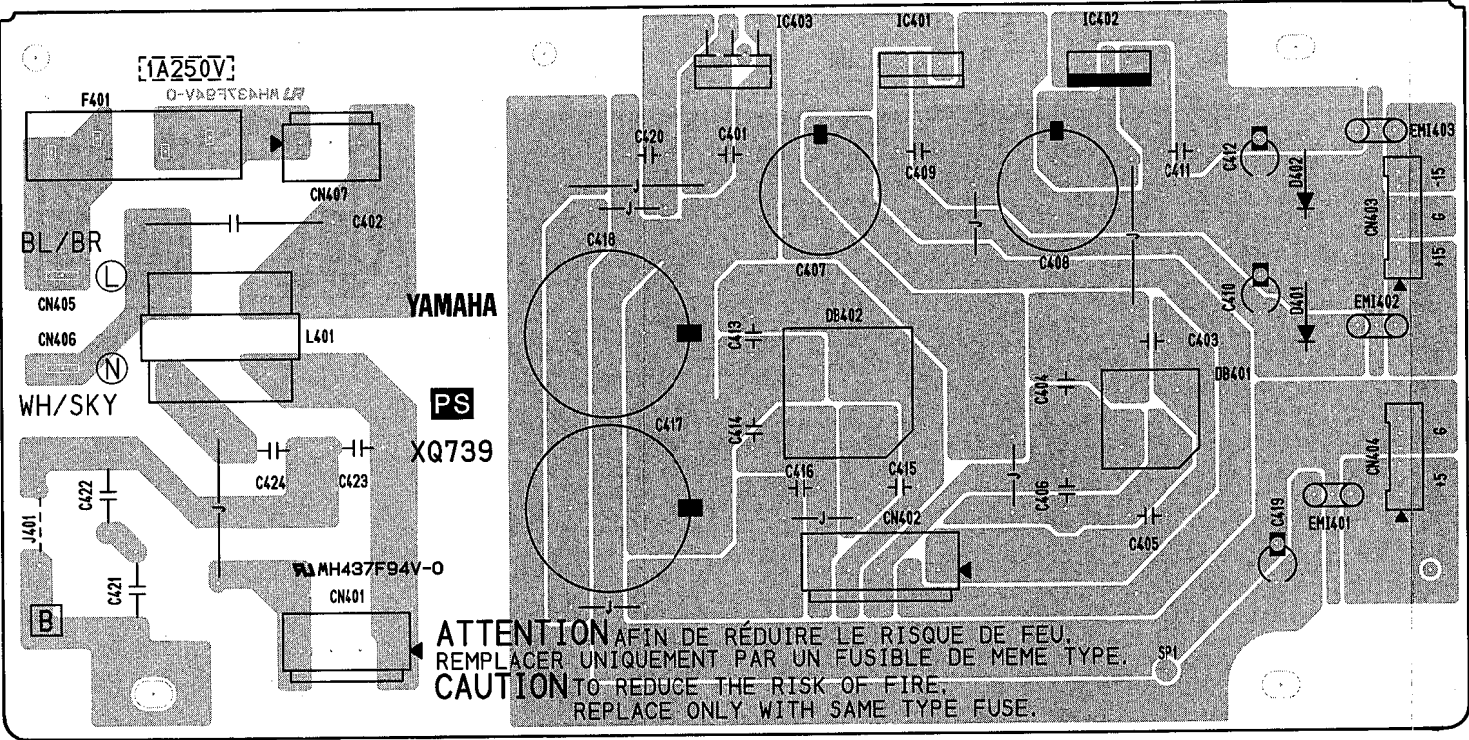 IC403
IC401
IC402
[1A250V]
MH437F94V-0
F401
C420
C401
C409
C411
C412
D402
EMI403
CN407
C402
-15
CN403
G
+15
BL/BR
L
CN405
C418
C407
C408
C410
D401
EMI402
YAMAHA
CN406
L401
C413
DB402
C403
DB401
N
WH/SKY
PS
C404
XQ739
C417
C414
C416
C415
C406
C405
CN402
CN404
G
+5
C424
C423
C422
J401
C421
C419
EMI401
MH437F94V-0
CN401
B
J
J
J
J
J
J
J
J
ATTENTION AFIN DE RÉDUIRE LE RISQUE DE FEU,
REMPLACER UNIQUEMENT PAR UN FUSIBLE DE MEME TYPE.
SP1
CAUTION TO REDUCE THE RISK OF FIRE,
REPLACE ONLY WITH SAME TYPE FUSE.